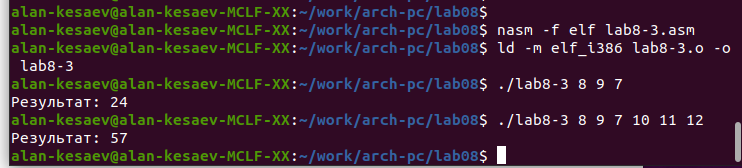 alan-kesaev@alan-kesaev-MCLF-XX:~/work/arch-pc/lab08$
alan-kesaev@alan-kesaev-MCLF-XX:~/work/arch-pc/lab08$ nasm -f elf lab8-3.asm
alan-kesaev@alan-kesaev-MCLF-XX:~/work/arch-pc/lab08$ ld -m elf_i386 lab8-3.o -o
 lab8-3
alan-kesaev@alan-kesaev-MCLF-XX:~/work/arch-pc/lab08$ ./lab8-3 8 9 7
Результат: 24
alan-kesaev@alan-kesaev-MCLF-XX:~/work/arch-pc/lab08$ ./lab8-3 8 9 7 10 11 12
Результат: 57
alan-kesaev@alan-kesaev-MCLF-XX:~/work/arch-pc/lab08$